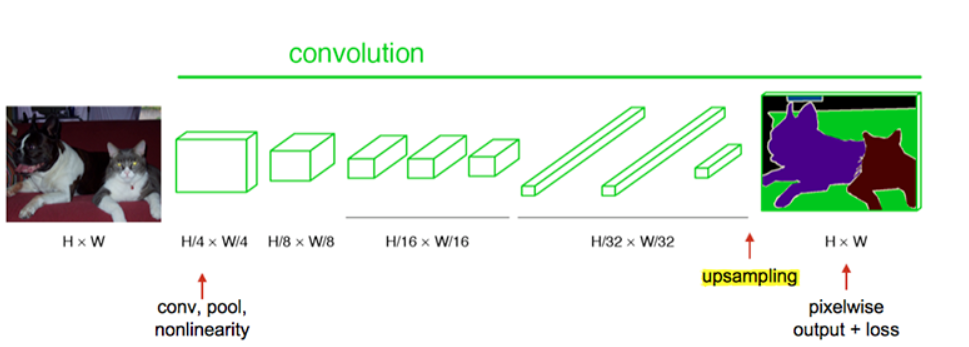 convolution
H × W
H/4 × W/4
H/8 × W/8
H/16 × W/16
H/32 × W/32
H × W
conv, pool,
nonlinearity
upsampling
pixelwise
output + loss